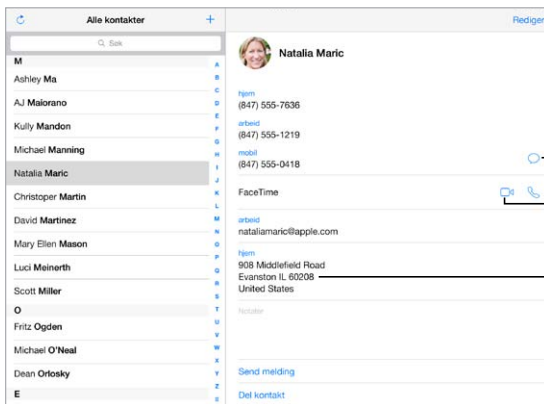 Alle kontakter +
Rediger
Søk
M
Ashley Ma
AJ Maiorano
Kully Mandon
Michael Manning
Natalia Maric
Christoper Martin
David Martinez
Mary Ellen Mason
Luci Meinerth
Scott Miller
O
Fritz Ogden
Michael O'Neal
Dean Orlosky
E
A
B
C
D
E
F
G
H
I
J
K
L
M
N
O
P
Q
R
S
T
U
V
W
X
Y
Z
#
Natalia Maric
hjem
(847) 555-7636
arbeid
(847) 555-1219
mobil
(847) 555-0418
FaceTime
arbeid
nataliamaric@apple.com
hjem
908 Middlefield Road
Evanston IL 60208
United States
Notater
Send melding
Del kontakt